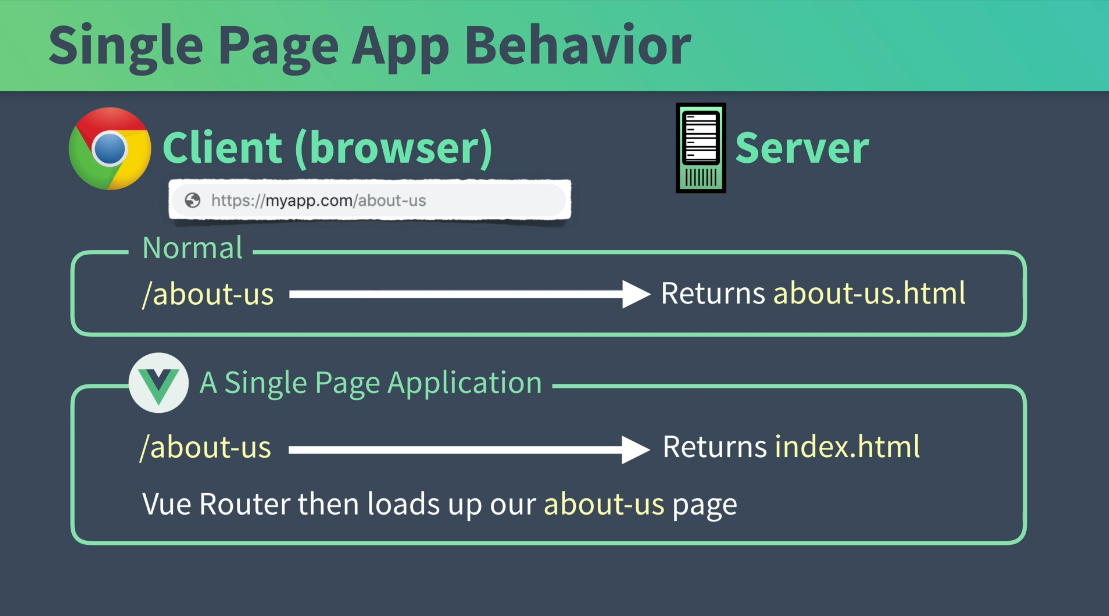 Single Page App Behavior
Client (browser)
Server
https://myapp.com/about-us
Normal
/about-us
Returns about-us.html
A Single Page Application
/about-us
Returns index.html
Vue Router then loads up our about-us page